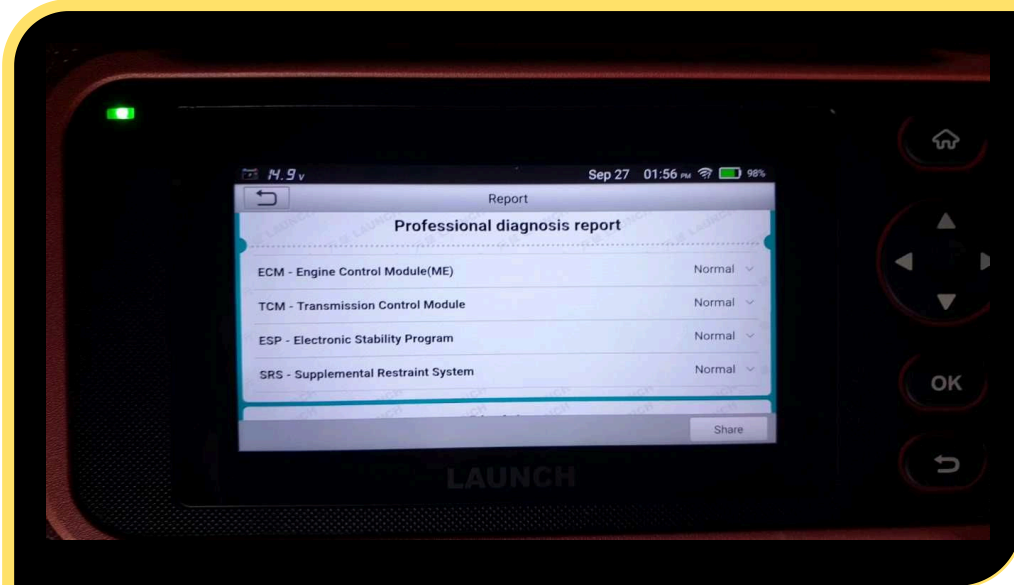 14.9 v Sep 27 01:56 PM 98%
Report
Professional diagnosis report
ECM - Engine Control Module(ME) Normal
TCM - Transmission Control Module Normal
ESP - Electronic Stability Program Normal
SRS - Supplemental Restraint System Normal
Share
OK
LAUNCH